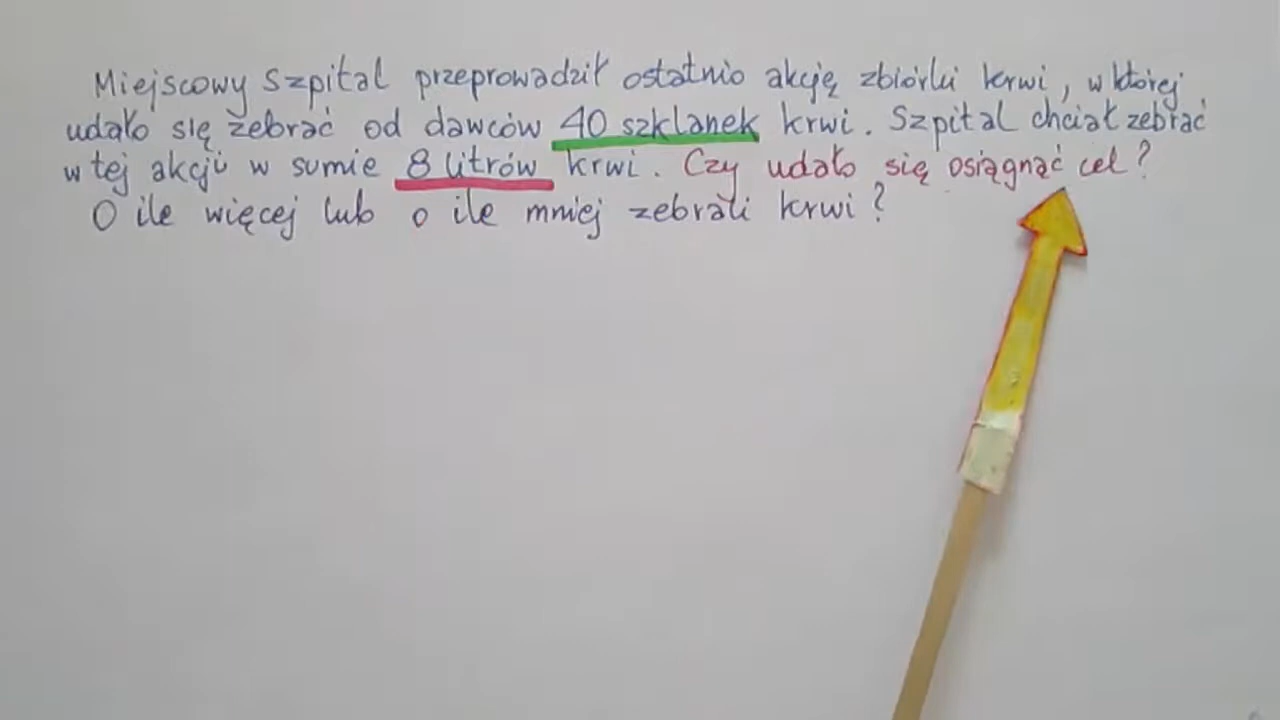 Miejscowy szpital przeprowadził ostatnio akcję zbiórki krwi, w której
udało się zebrać od dawców 40 szklanek krwi. Szpital chciał zebrać
w tej akcji w sumie 8 litrów krwi. Czy udało się osiągnąć cel?
O ile więcej lub o ile mniej zebrali krwi?